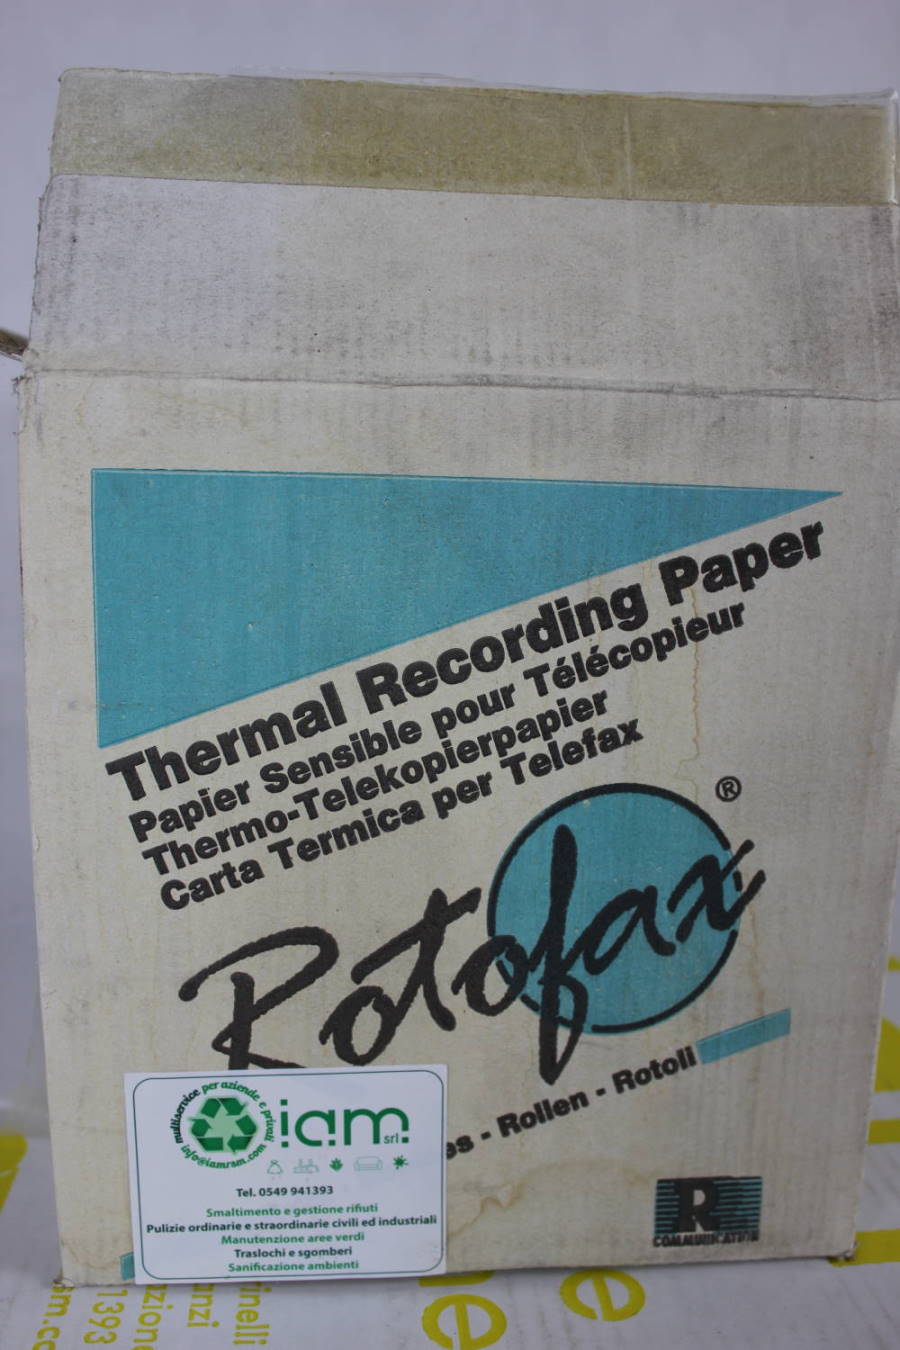 Thermal Recording Paper
Papier Sensible pour Télécopieur
Thermo-Telekopierpapier
Carta Termica per Telefax
Rotofax ®
es - Rollen - Rotoli
multiservice per aziende e privati
info@iamrsm.com
iam srl.
Tel. 0549 941393
Smaltimento e gestione rifiuti
Pulizie ordinarie e straordinarie civili ed industriali
Manutenzione aree verdi
Traslochi e sgomberi
Sanificazione ambienti
R
COMMUNICATION